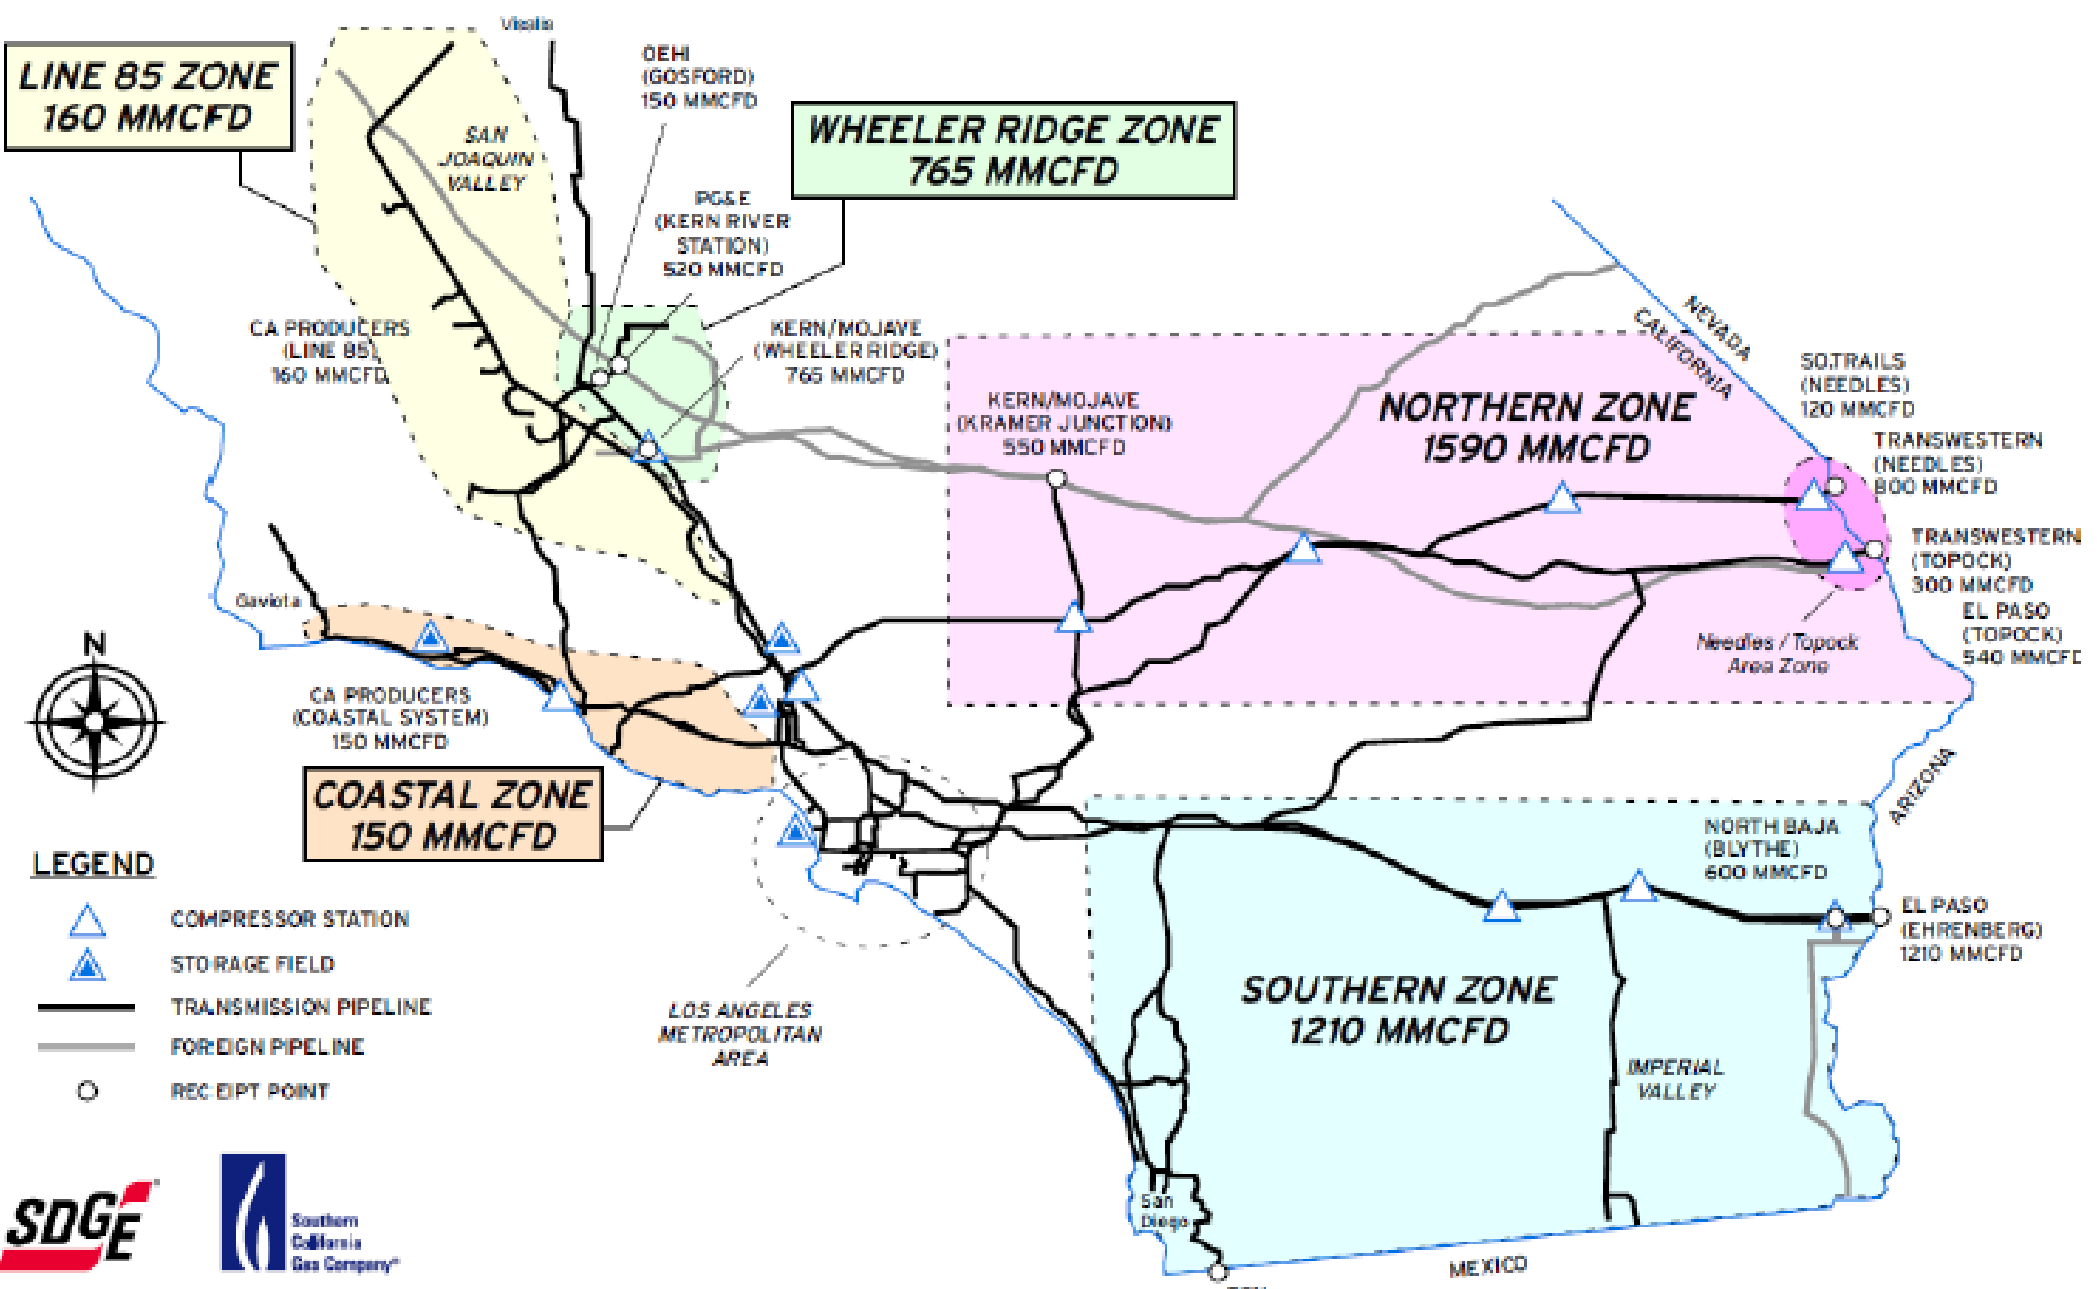 Visalia
LINE 85 ZONE
160 MMCFD
OEHI
(GOSFORD)
150 MMCFD
SAN
JOAQUIN
VALLEY
WHEELER RIDGE ZONE
765 MMCFD
PG&E
(KERN RIVER
STATION)
520 MMCFD
CA PRODUCERS
(LINE 85)
160 MMCFD
KERN/MOJAVE
(WHEELER RIDGE)
765 MMCFD
NEVADA
CALIFORNIA
KERN/MOJAVE
(KRAMER JUNCTION)
550 MMCFD
NORTHERN ZONE
1590 MMCFD
SO.TRAILS
(NEEDLES)
120 MMCFD
TRANSWESTERN
(NEEDLES)
800 MMCFD
TRANSWESTERN
(TOPOCK)
300 MMCFD
EL PASO
(TOPOCK)
540 MMCFD
Needles / Topock
Area Zone
Gaviota
N
CA PRODUCERS
(COASTAL SYSTEM)
150 MMCFD
COASTAL ZONE
150 MMCFD
ARIZONA
NORTH BAJA
(BLYTHE)
600 MMCFD
EL PASO
(EHRENBERG)
1210 MMCFD
LEGEND
COMPRESSOR STATION
STORAGE FIELD
TRANSMISSION PIPELINE
FOREIGN PIPELINE
RECEIPT POINT
LOS ANGELES
METROPOLITAN
AREA
SOUTHERN ZONE
1210 MMCFD
IMPERIAL
VALLEY
San
Diego
MEXICO
SDGE
Southern
California
Gas Company®